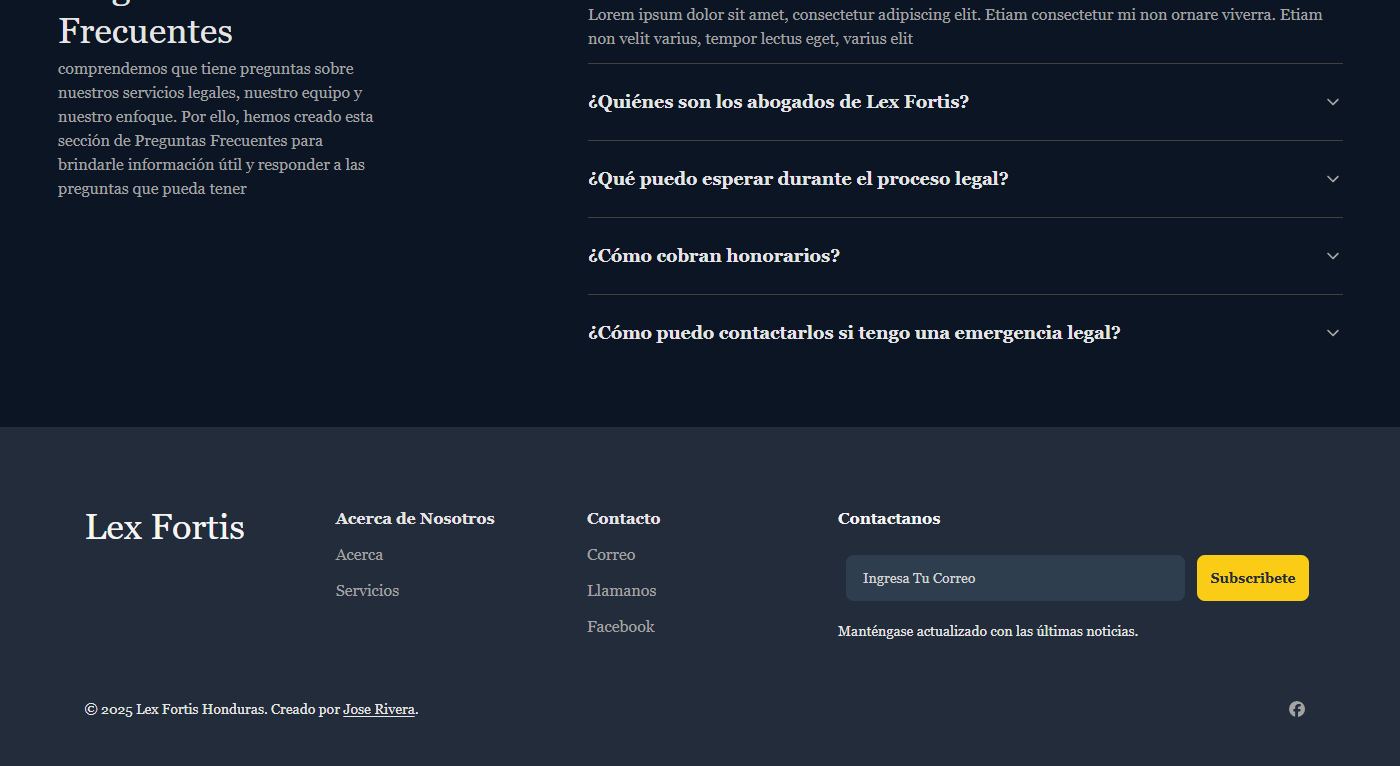 Frecuentes
comprendemos que tiene preguntas sobre
nuestros servicios legales, nuestro equipo y
nuestro enfoque. Por ello, hemos creado esta
sección de Preguntas Frecuentes para
brindarle información útil y responder a las
preguntas que pueda tener
Lorem ipsum dolor sit amet, consectetur adipiscing elit. Etiam consectetur mi non ornare viverra. Etiam
non velit varius, tempor lectus eget, varius elit
¿Quiénes son los abogados de Lex Fortis?
¿Qué puedo esperar durante el proceso legal?
¿Cómo cobran honorarios?
¿Cómo puedo contactarlos si tengo una emergencia legal?
Lex Fortis
Acerca de Nosotros
Acerca
Servicios
Contacto
Correo
Llamanos
Facebook
Contactanos
Ingresa Tu Correo
Subscribete
Manténgase actualizado con las últimas noticias.
© 2025 Lex Fortis Honduras. Creado por Jose Rivera.